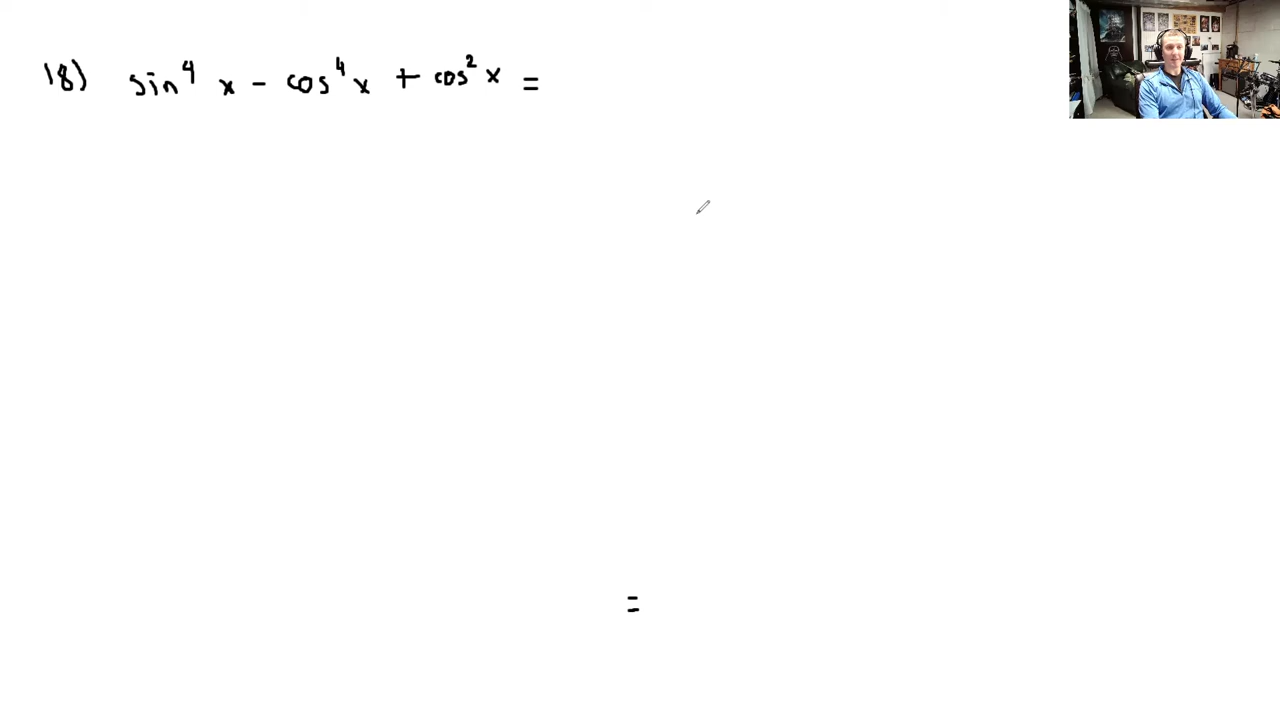 18) sin⁴ x - cos⁴ x + cos² x =
=